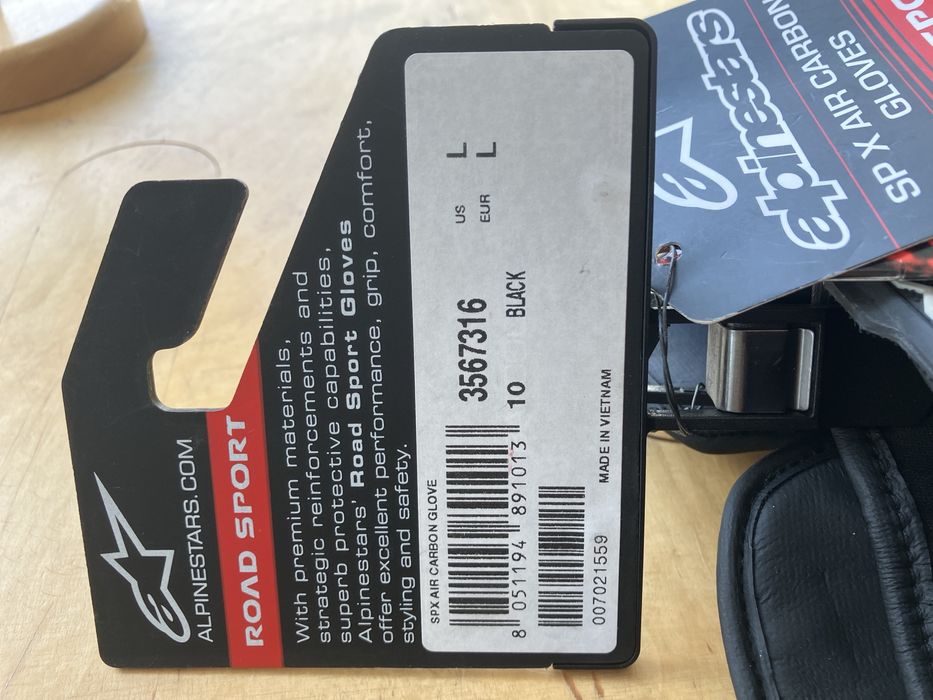 ALPINESTARS.COM
ROAD SPORT
With premium materials,
strategic reinforcements and
superb protective capabilities,
Alpinestars' Road Sport Gloves
offer excellent performance, grip, comfort,
styling and safety.
SPX AIR CARBON GLOVE
3567316
US L
EUR L
10 BLACK
8 051194 891013
007021559
MADE IN VIETNAM
alpinestars
SP X AIR CARBON
GLOVES